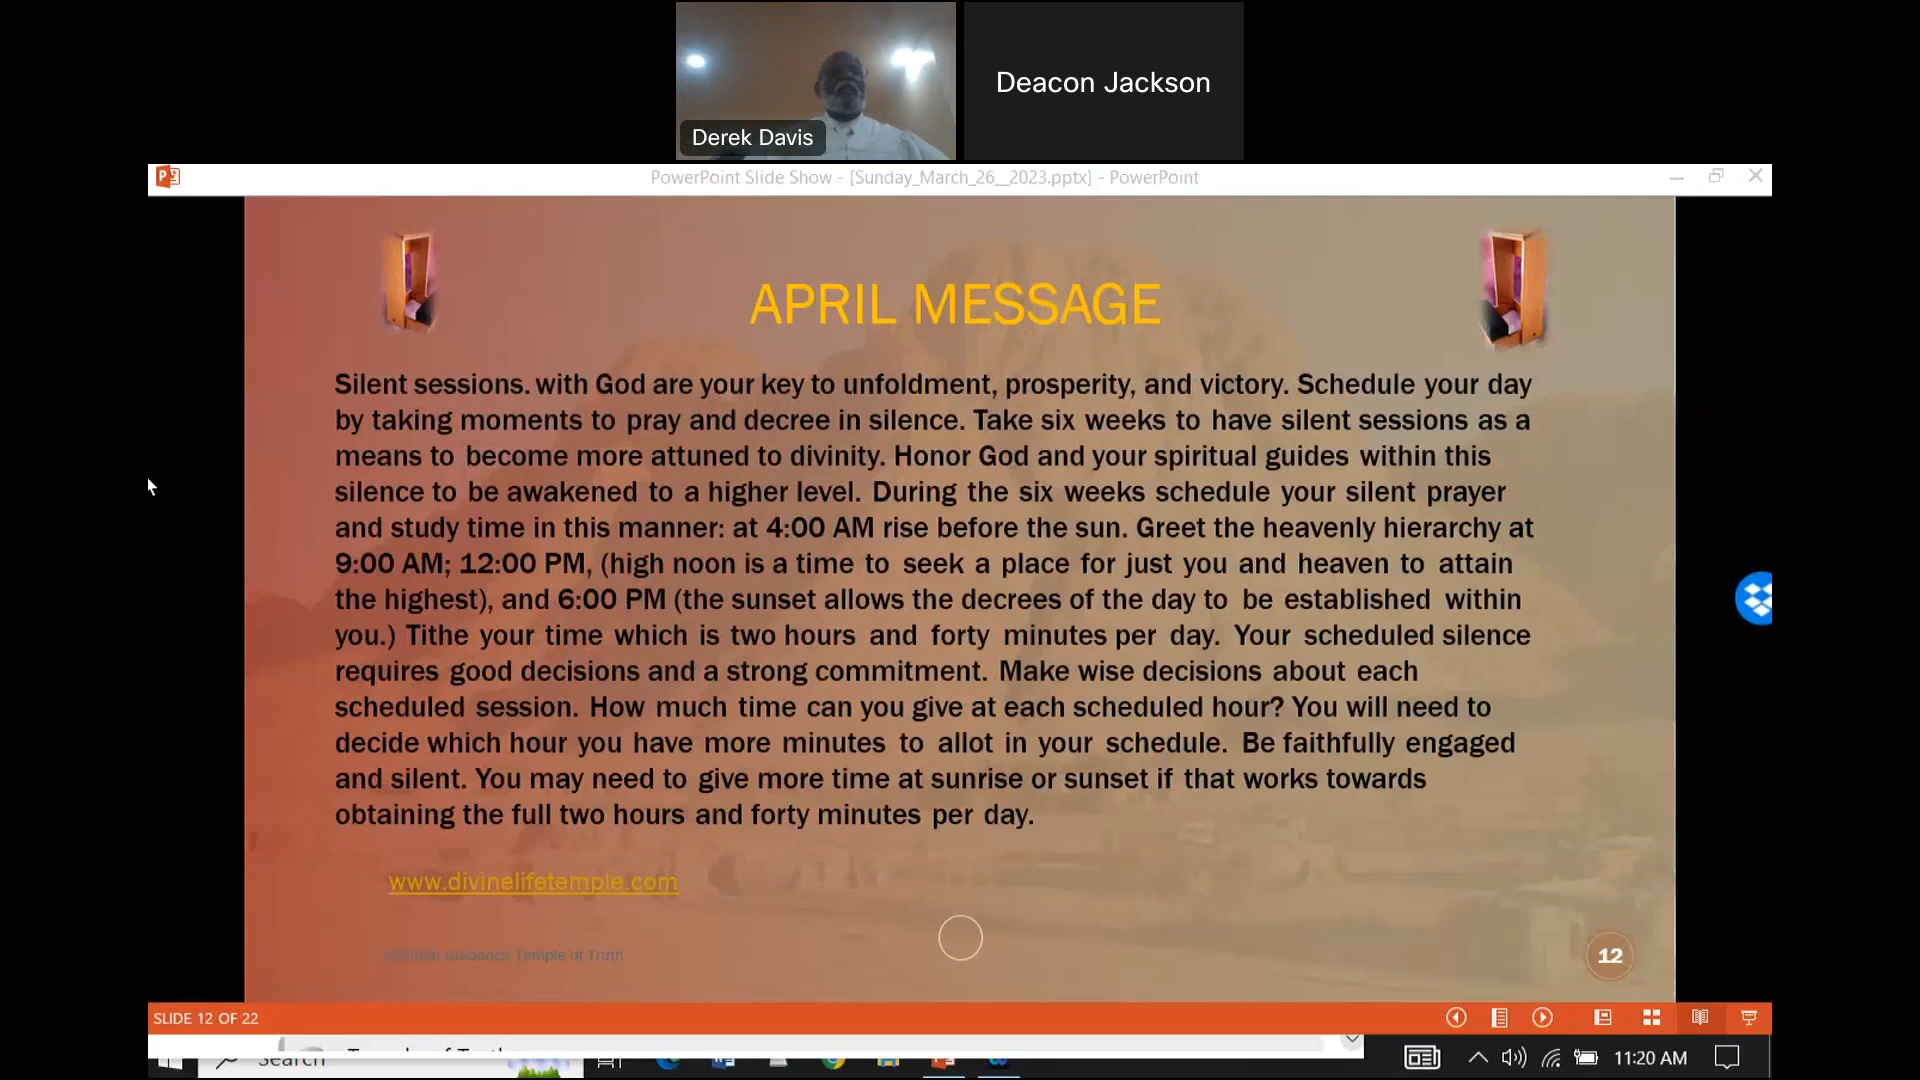 Deacon Jackson
Derek Davis
PowerPoint Slide Show - [Sunday_March_26__2023.pptx] - PowerPoint
APRIL MESSAGE
Silent sessions. with God are your key to unfoldment, prosperity, and victory. Schedule your day
by taking moments to pray and decree in silence. Take six weeks to have silent sessions as a
means to become more attuned to divinity. Honor God and your spiritual guides within this
silence to be awakened to a higher level. During the six weeks schedule your silent prayer
and study time in this manner: at 4:00 AM rise before the sun. Greet the heavenly hierarchy at
9:00 AM; 12:00 PM, (high noon is a time to seek a place for just you and heaven to attain
the highest), and 6:00 PM (the sunset allows the decrees of the day to be established within
you.) Tithe your time which is two hours and forty minutes per day. Your scheduled silence
requires good decisions and a strong commitment. Make wise decisions about each
scheduled session. How much time can you give at each scheduled hour? You will need to
decide which hour you have more minutes to allot in your schedule. Be faithfully engaged
and silent. You may need to give more time at sunrise or sunset if that works towards
obtaining the full two hours and forty minutes per day.
www.divinelifetemple.com
Spiritual Guidance Temple of Truth
12
SLIDE 12 OF 22
Search
11:20 AM